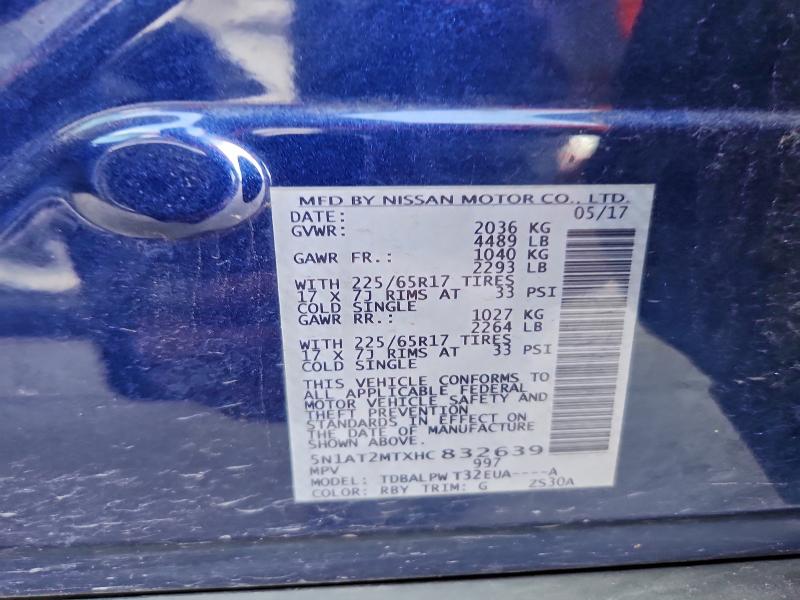 MFD BY NISSAN MOTOR CO., LTD.
DATE: 05/17
GVWR: 2036 KG
4489 LB
GAWR FR.: 1040 KG
2293 LB
WITH 225/65R17 TIRES
17 X 7J RIMS AT 33 PSI
COLD SINGLE
GAWR RR.: 1027 KG
2264 LB
WITH 225/65R17 TIRES
17 X 7J RIMS AT 33 PSI
COLD SINGLE
THIS VEHICLE CONFORMS TO
ALL APPLICABLE FEDERAL
MOTOR VEHICLE SAFETY AND
THEFT PREVENTION
STANDARDS IN EFFECT ON
THE DATE OF MANUFACTURE
SHOWN ABOVE.
5N1AT2MTXHC832639
MPV 997
MODEL: TDBALPW T32EUA----A
COLOR: RBY TRIM: G ZS30A